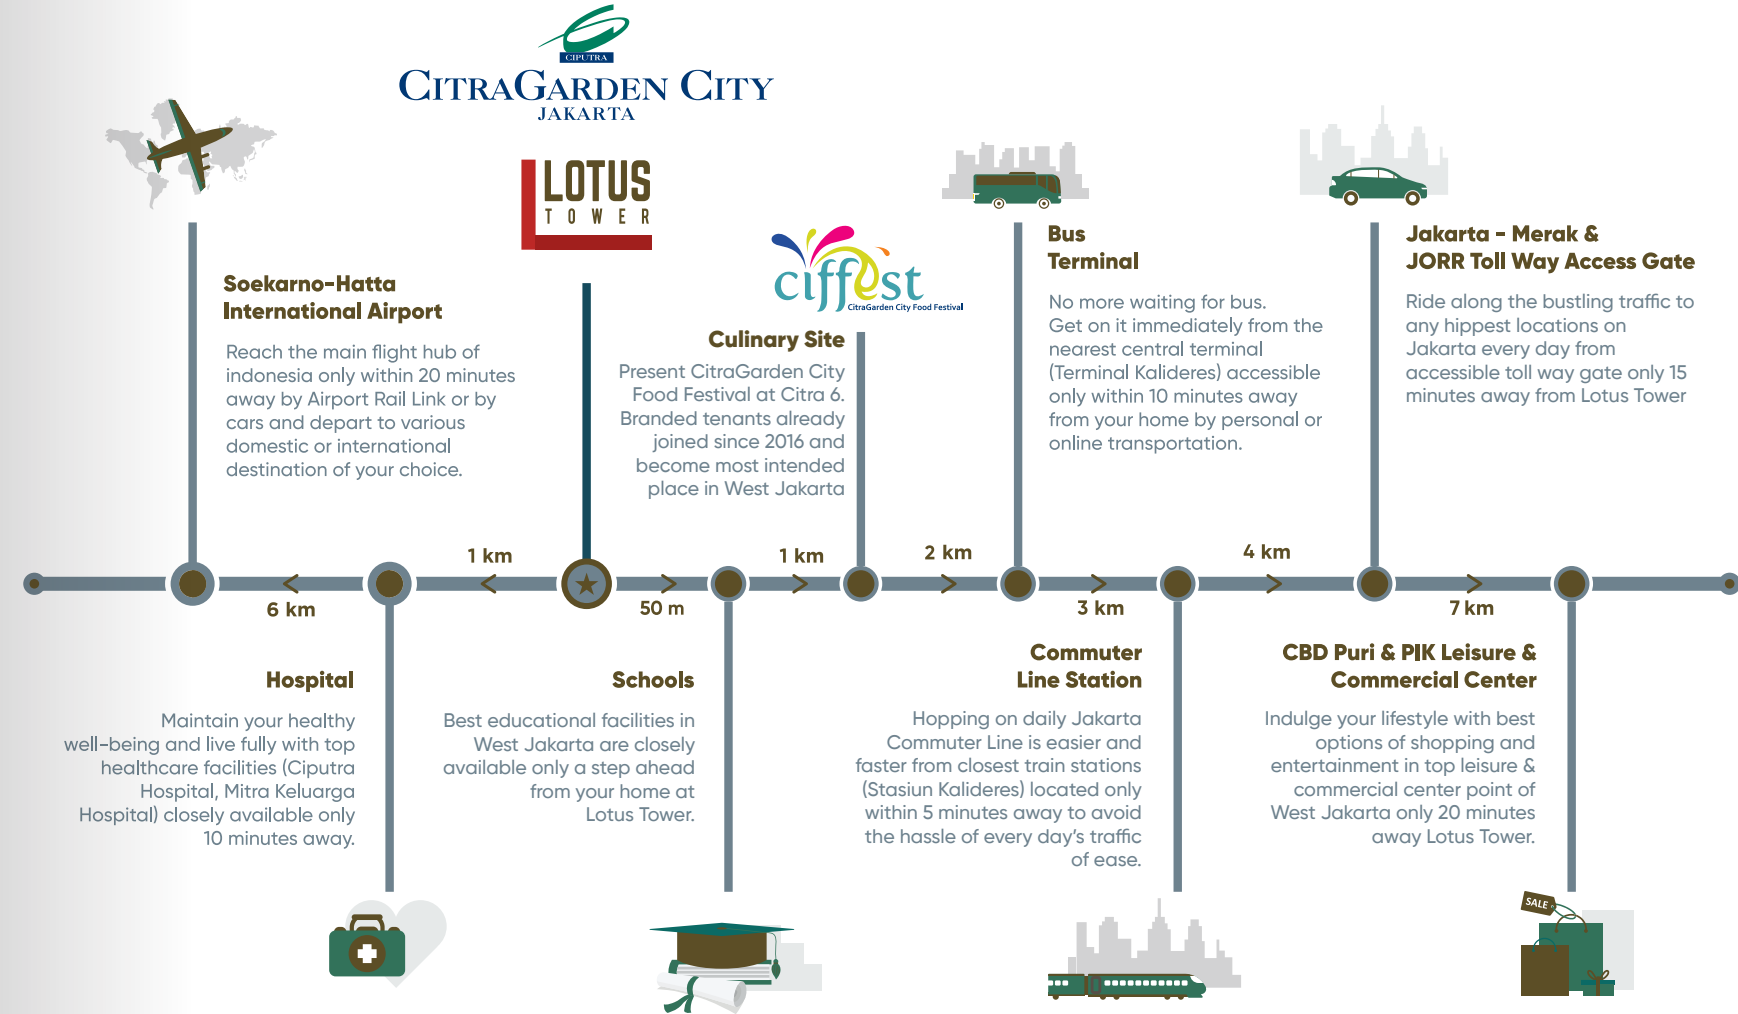 CIPUTRA
CITRAGARDEN CITY
JAKARTA
LOTUS
TOWER
Soekarno-Hatta
International Airport
Reach the main flight hub of
indonesia only within 20 minutes
away by Airport Rail Link or by
cars and depart to various
domestic or international
destination of your choice.
ciffest
CitraGarden City Food Festival
Culinary Site
Present CitraGarden City
Food Festival at Citra 6.
Branded tenants already
joined since 2016 and
become most intended
place in West Jakarta
Bus
Terminal
No more waiting for bus.
Get on it immediately from the
nearest central terminal
(Terminal Kalideres) accessible
only within 10 minutes away
from your home by personal or
online transportation.
Jakarta - Merak &
JORR Toll Way Access Gate
Ride along the bustling traffic to
any hippest locations on
Jakarta every day from
accessible toll way gate only 15
minutes away from Lotus Tower
6 km
1 km
50 m
1 km
2 km
3 km
4 km
7 km
Hospital
Maintain your healthy
well-being and live fully with top
healthcare facilities (Ciputra
Hospital, Mitra Keluarga
Hospital) closely available only
10 minutes away.
Schools
Best educational facilities in
West Jakarta are closely
available only a step ahead
from your home at
Lotus Tower.
Commuter
Line Station
Hopping on daily Jakarta
Commuter Line is easier and
faster from closest train stations
(Stasiun Kalideres) located only
within 5 minutes away to avoid
the hassle of every day's traffic
of ease.
CBD Puri & PIK Leisure &
Commercial Center
Indulge your lifestyle with best
options of shopping and
entertainment in top leisure &
commercial center point of
West Jakarta only 20 minutes
away Lotus Tower.
SALE